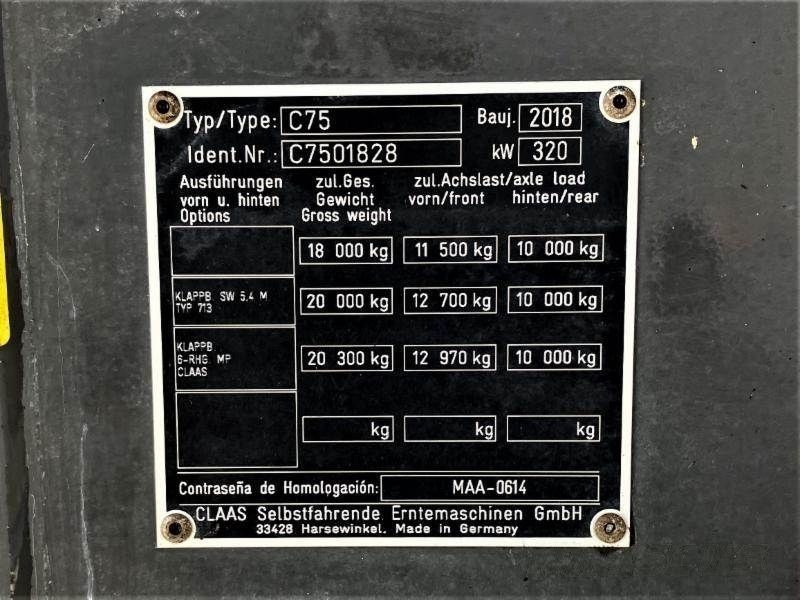 Typ/Type: C75 Bauj. 2018
Ident.Nr.: C7501828 kW 320
Ausführungen zul.Ges. zul.Achslast/axle load
vorn u. hinten Gewicht vorn/front hinten/rear
Options Gross weight
18 000 kg 11 500 kg 10 000 kg
KLAPPB. SW 5.4 M
TYP 713
20 000 kg 12 700 kg 10 000 kg
KLAPPB.
6-RHG. MP
CLAAS
20 300 kg 12 970 kg 10 000 kg
kg kg kg
Contraseña de Homologación: MAA-0614
CLAAS Selbstfahrende Erntemaschinen GmbH
33428 Harsewinkel. Made in Germany